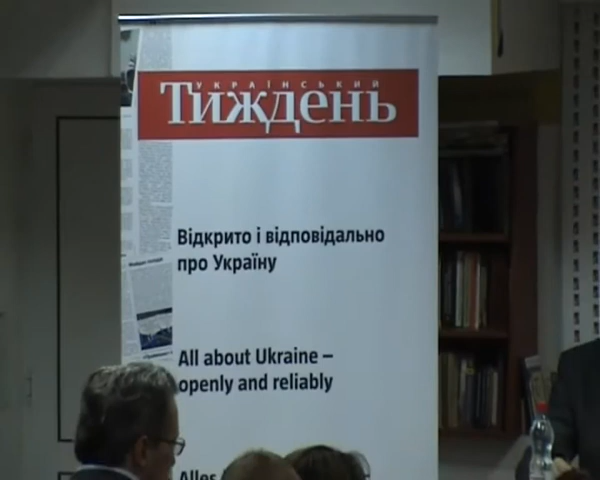 УКРАЇНСЬКИЙ
Тиждень
Відкрито і відповідально
про Україну
All about Ukraine –
openly and reliably
Alles